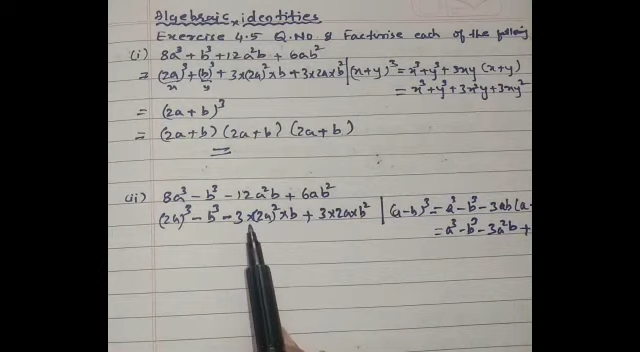 Algebraic identities
Exercise 4.5 Q.No 8 Factorise each of the following
(i) 8a³ + b³ + 12a²b + 6ab²
= (2a)³ + (b)³ + 3×(2a)²×b + 3×2a×b² | (x+y)³ = x³+y³+3xy (x+y)
x y = x³+y³+3x²y+3xy²
= (2a+b)³
= (2a+b) (2a+b) (2a+b)
(ii) 8a³ - b³ - 12a²b + 6ab²
(2a)³ - b³ - 3×(2a)²×b + 3×2a×b² | (a-b)³ = a³-b³-3ab(a-
= a³-b³-3a²b+